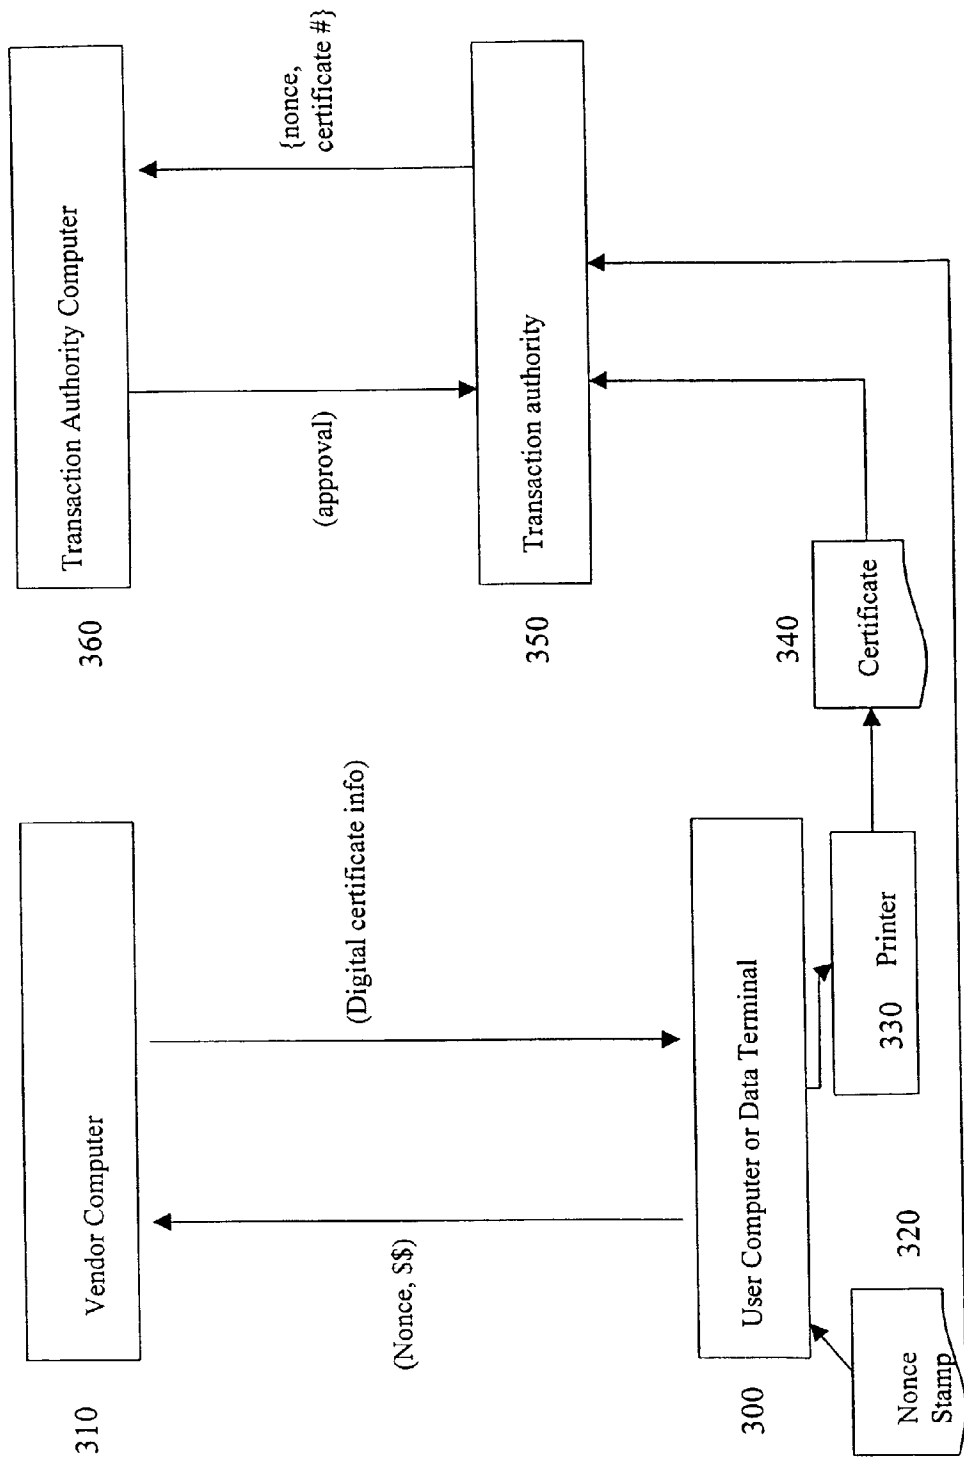 Vendor Computer
310
(Nonce, $$)
(Digital certificate info)
User Computer or Data Terminal
300
Nonce
Stamp
320
330
Printer
340
Certificate
Transaction Authority Computer
360
(approval)
{nonce,
certificate #}
Transaction authority
350